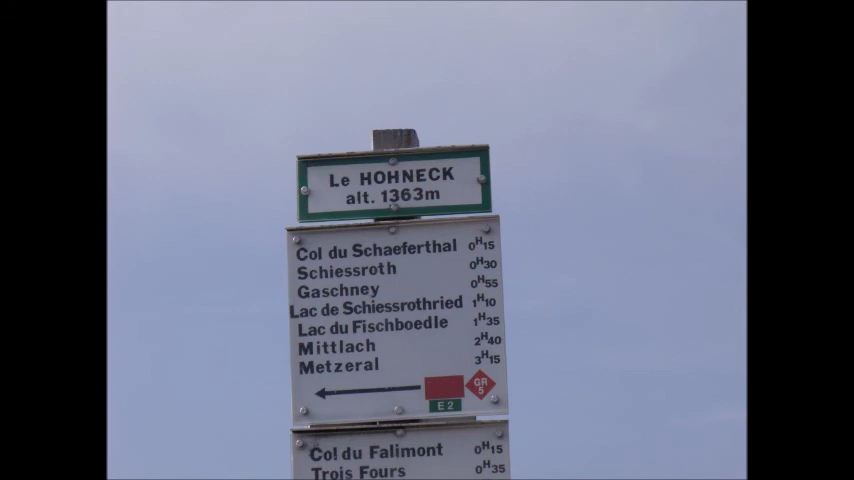 Le HOHNECK
alt. 1363m
Col du Schaeferthal 0H15
Schiessroth 0H30
Gaschney 0H55
Lac de Schiessrothried 1H10
Lac du Fischboedle 1H35
Mittlach 2H40
Metzeral 3H15
GR
5
E 2
Col du Falimont 0H15
Trois Fours 0H35